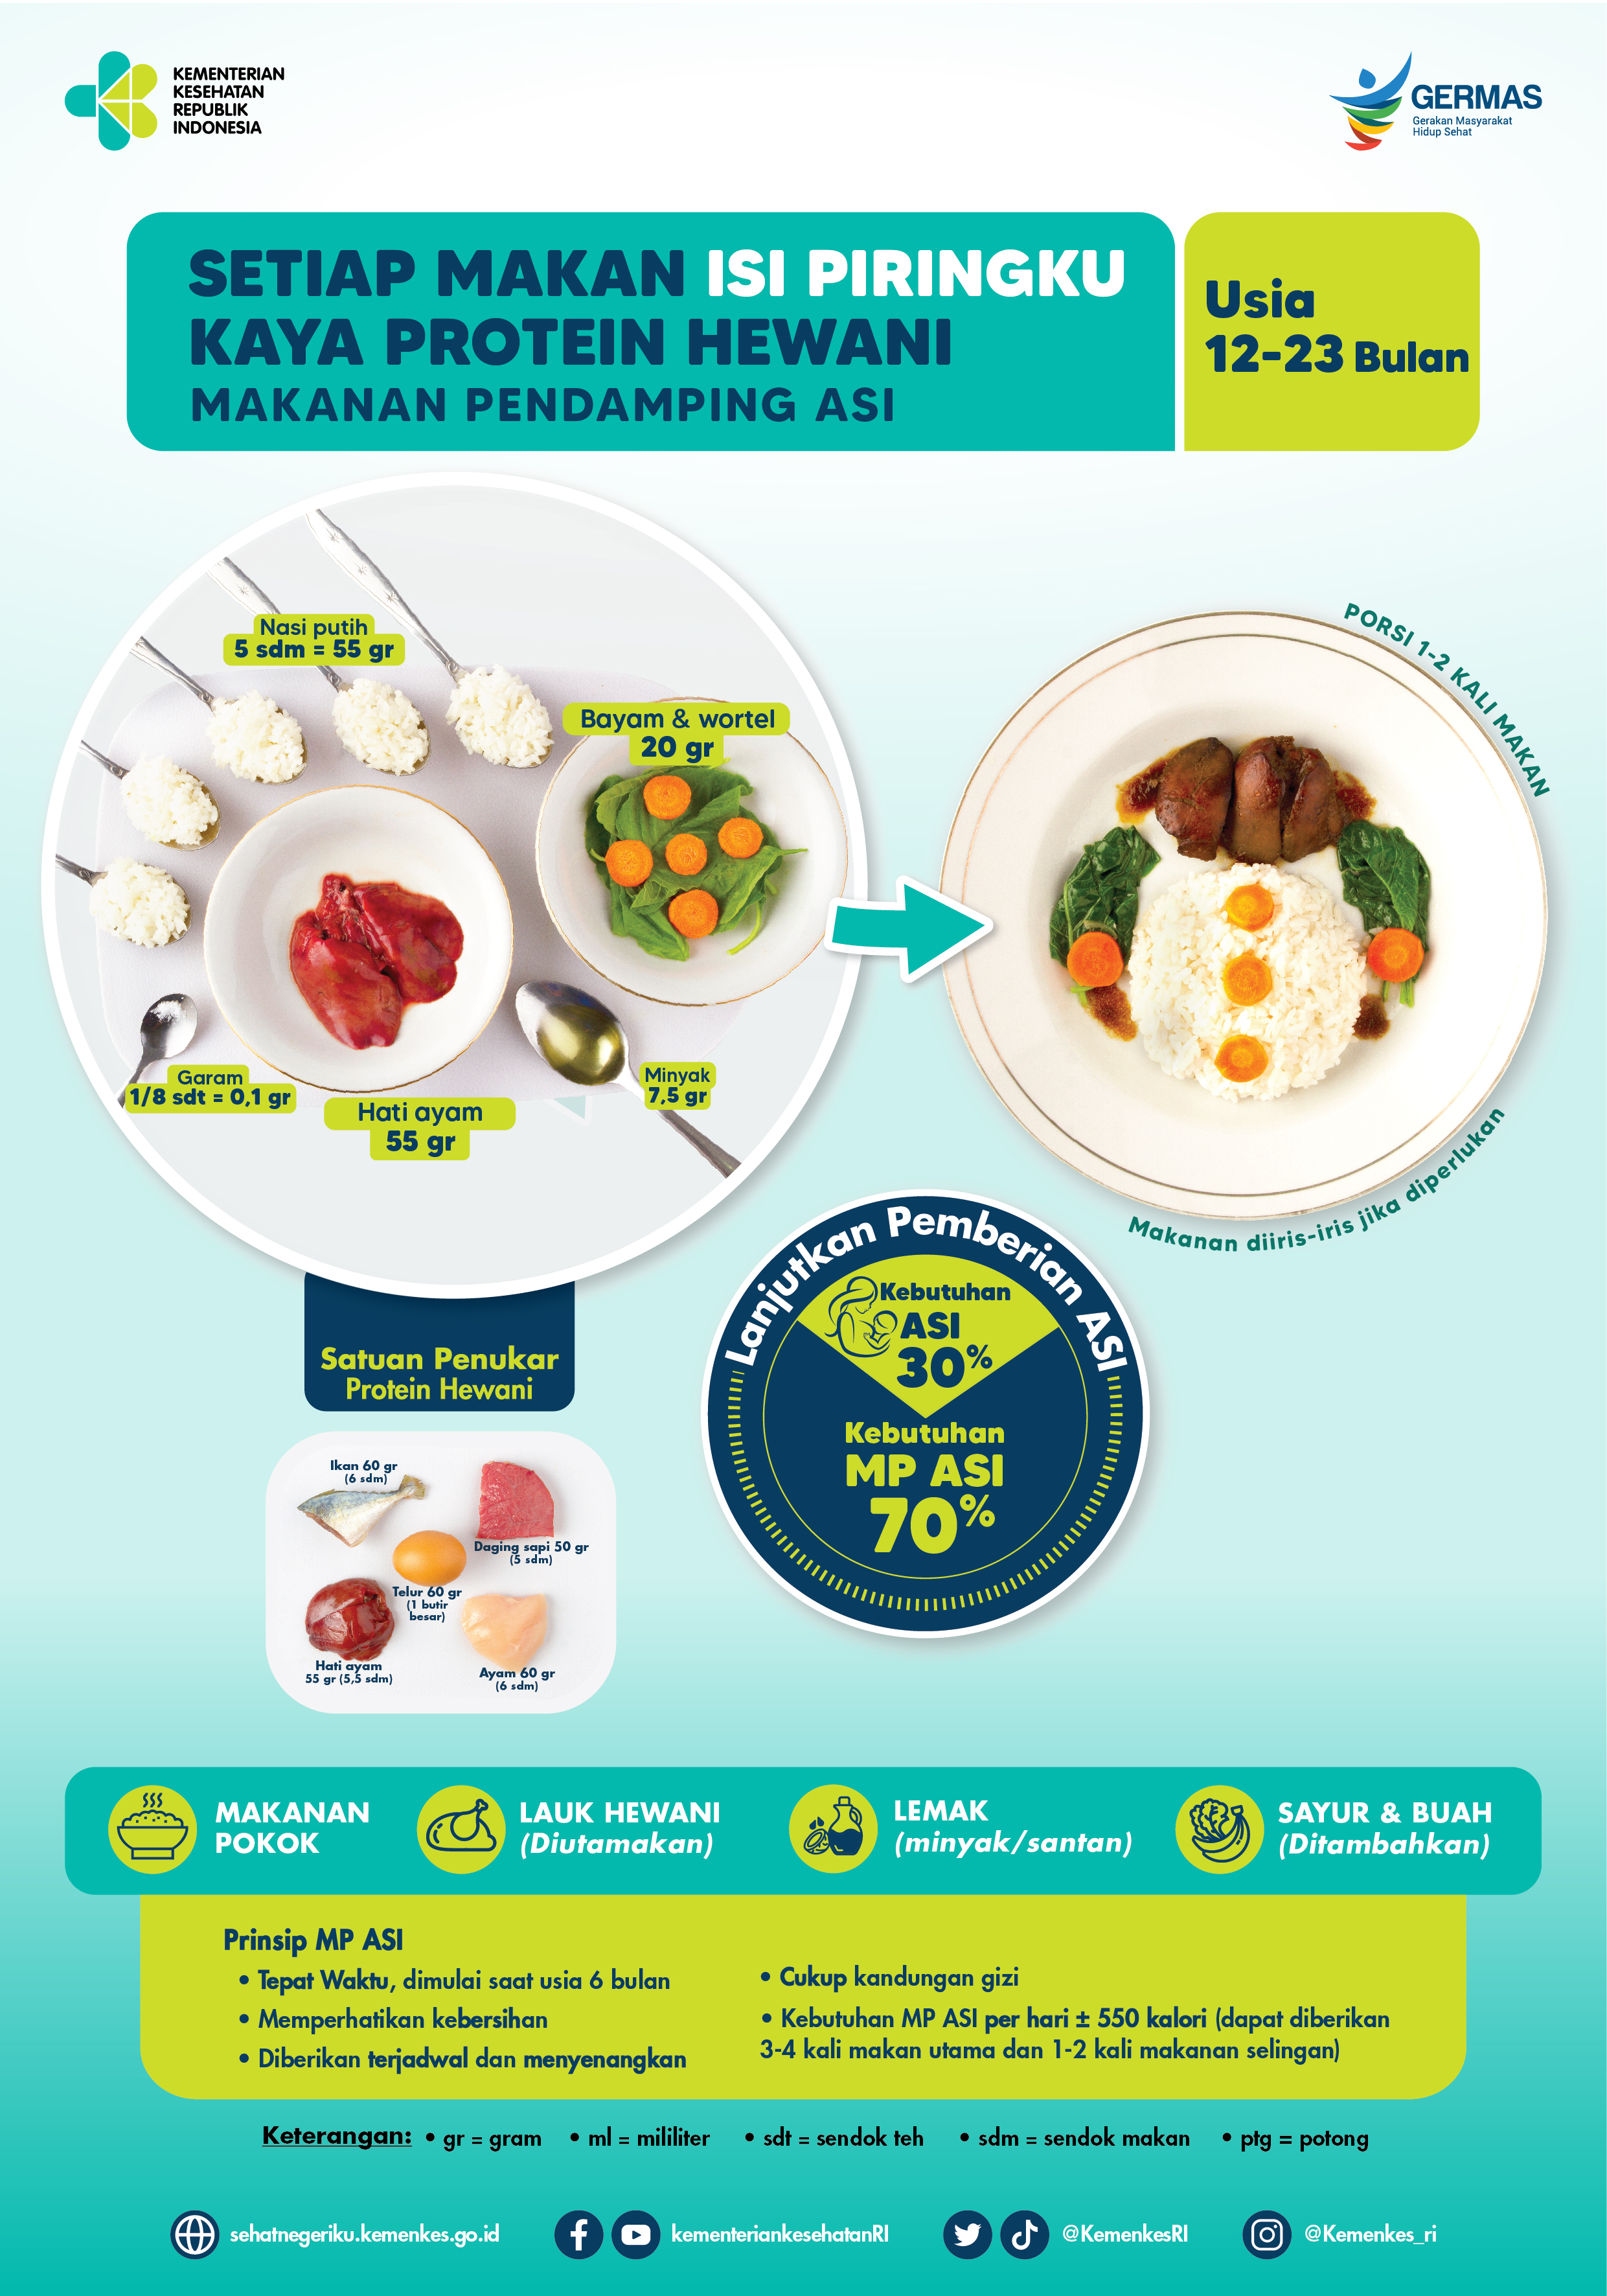 KEMENTERIAN
KESEHATAN
REPUBLIK
INDONESIA
GERMAS
Gerakan Masyarakat
Hidup Sehat
SETIAP MAKAN ISI PIRINGKU
KAYA PROTEIN HEWANI
MAKANAN PENDAMPING ASI
Usia
12-23 Bulan
Nasi putih
5 sdm = 55 gr
Bayam & wortel
20 gr
Garam
1/8 sdt = 0,1 gr
Hati ayam
55 gr
Minyak
7,5 gr
PORSI 1-2 KALI MAKAN
Makanan diiris-iris jika diperlukan
Satuan Penukar
Protein Hewani
Ikan 60 gr
(6 sdm)
Daging sapi 50 gr
(5 sdm)
Telur 60 gr
(1 butir
besar)
Hati ayam
55 gr (5,5 sdm)
Ayam 60 gr
(6 sdm)
Lanjutkan Pemberian ASI
Kebutuhan
ASI
30%
Kebutuhan
MP ASI
70%
MAKANAN
POKOK
LAUK HEWANI
(Diutamakan)
LEMAK
(minyak/santan)
SAYUR & BUAH
(Ditambahkan)
Prinsip MP ASI
• Tepat Waktu, dimulai saat usia 6 bulan
• Memperhatikan kebersihan
• Diberikan terjadwal dan menyenangkan
• Cukup kandungan gizi
• Kebutuhan MP ASI per hari ± 550 kalori (dapat diberikan
3-4 kali makan utama dan 1-2 kali makanan selingan)
Keterangan: • gr = gram • ml = mililiter • sdt = sendok teh • sdm = sendok makan • ptg = potong
sehatnegeriku.kemenkes.go.id kementeriankesehatanRI @KemenkesRI @Kemenkes_ri